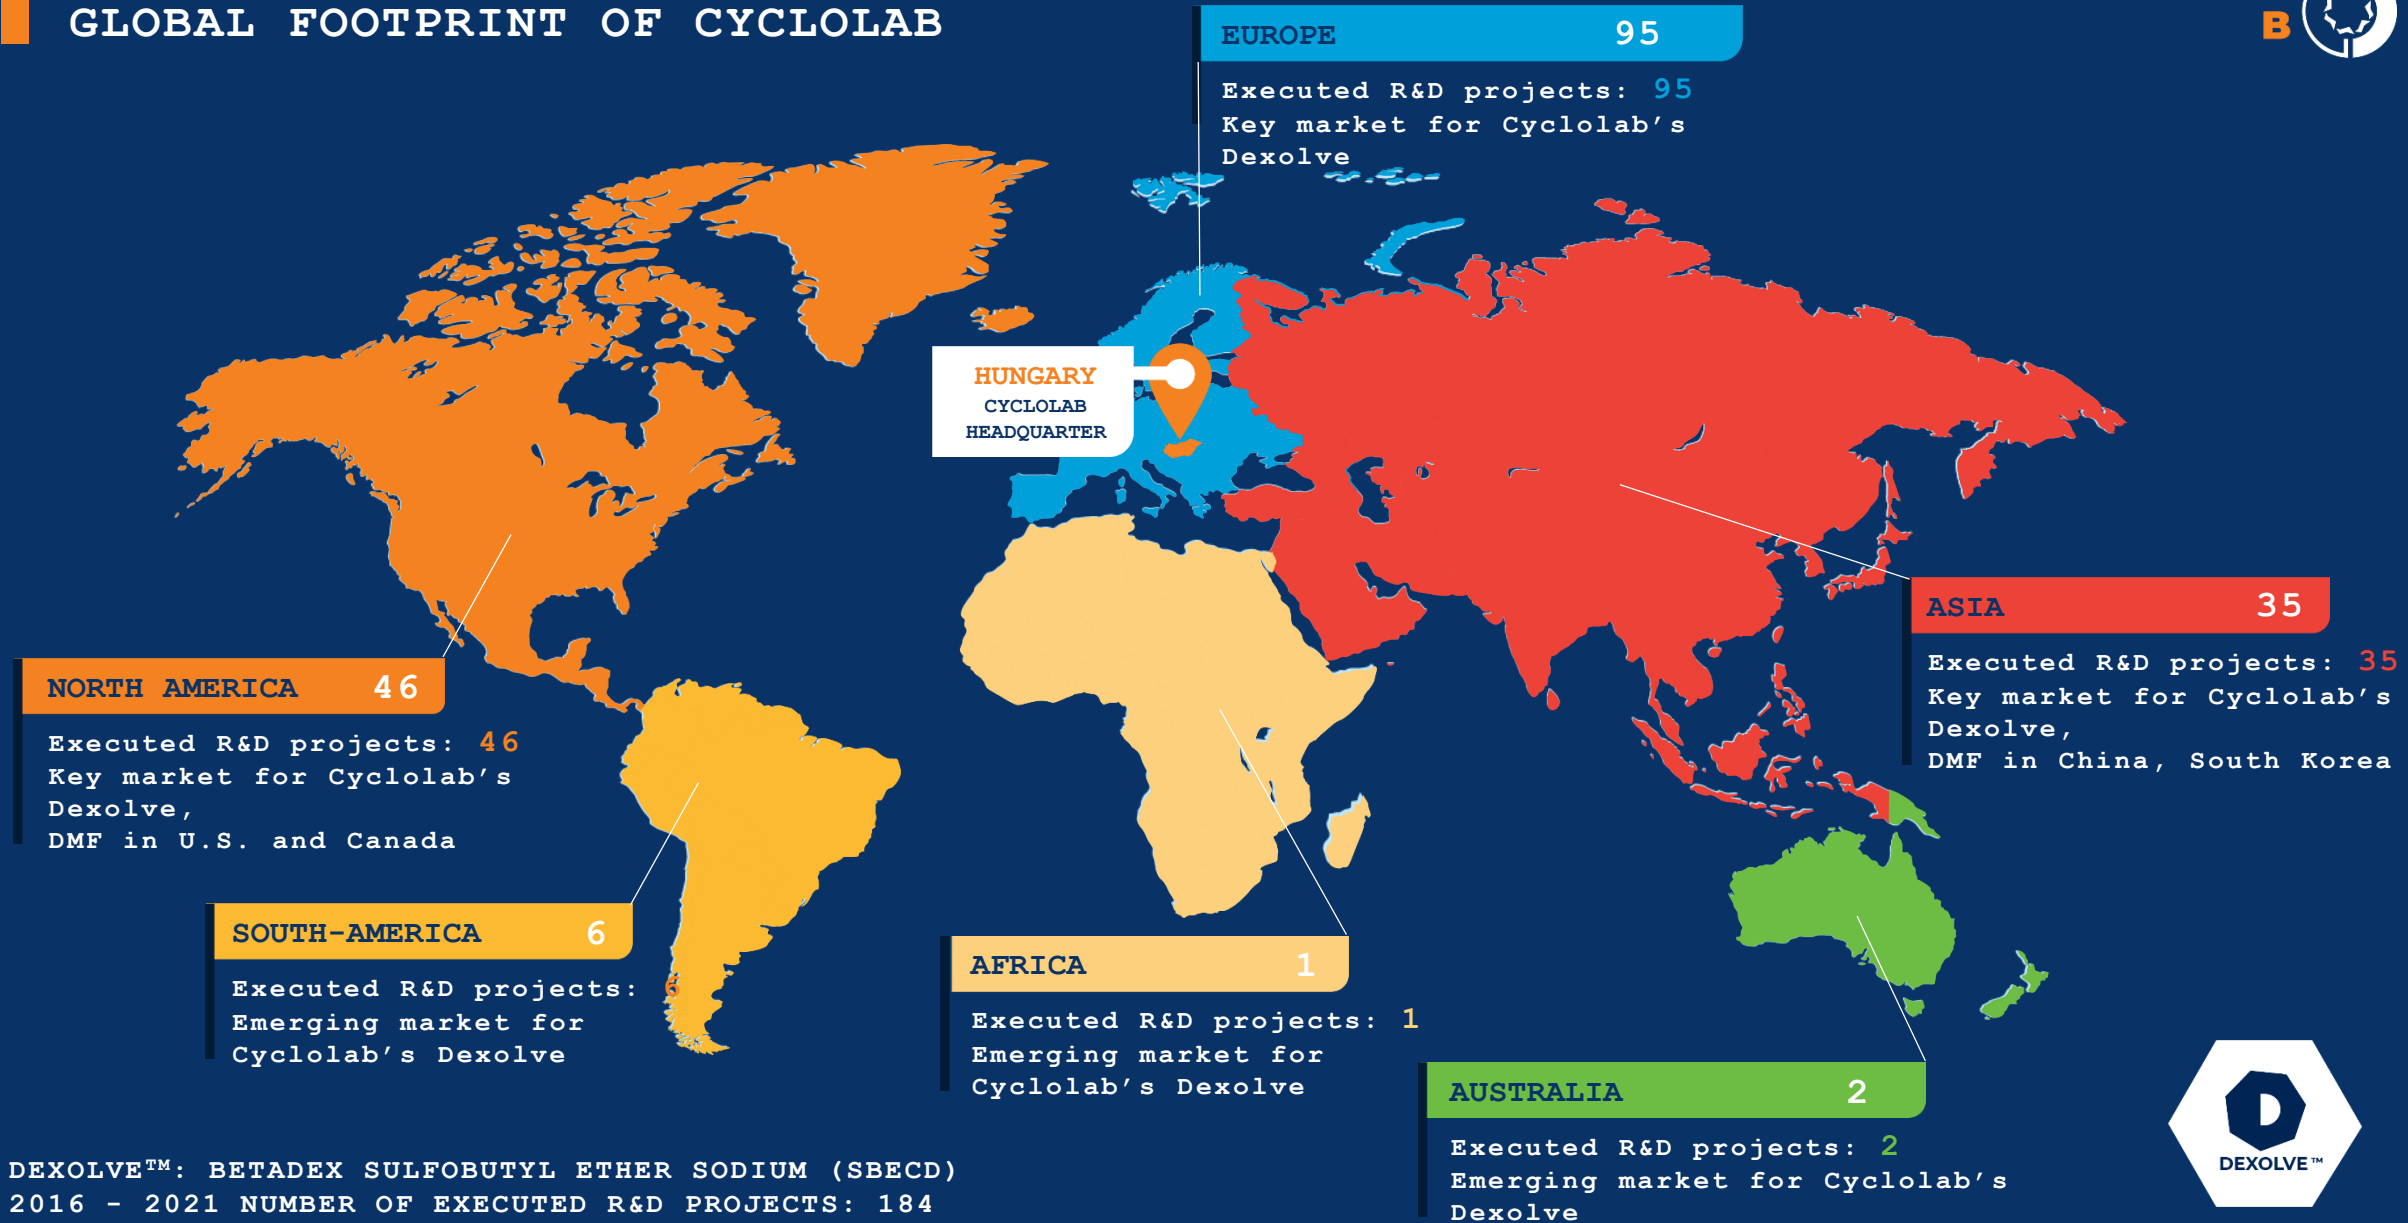 GLOBAL FOOTPRINT OF CYCLOLAB
B
EUROPE 95
Executed R&D projects: 95
Key market for Cyclolab’s
Dexolve
HUNGARY
CYCLOLAB
HEADQUARTER
ASIA 35
Executed R&D projects: 35
Key market for Cyclolab’s
Dexolve,
DMF in China, South Korea
NORTH AMERICA 46
Executed R&D projects: 46
Key market for Cyclolab’s
Dexolve,
DMF in U.S. and Canada
SOUTH-AMERICA 6
Executed R&D projects: 6
Emerging market for
Cyclolab’s Dexolve
AFRICA 1
Executed R&D projects: 1
Emerging market for
Cyclolab’s Dexolve
AUSTRALIA 2
Executed R&D projects: 2
Emerging market for Cyclolab’s
Dexolve
D
DEXOLVE™
DEXOLVE™: BETADEX SULFOBUTYL ETHER SODIUM (SBECD)
2016 - 2021 NUMBER OF EXECUTED R&D PROJECTS: 184